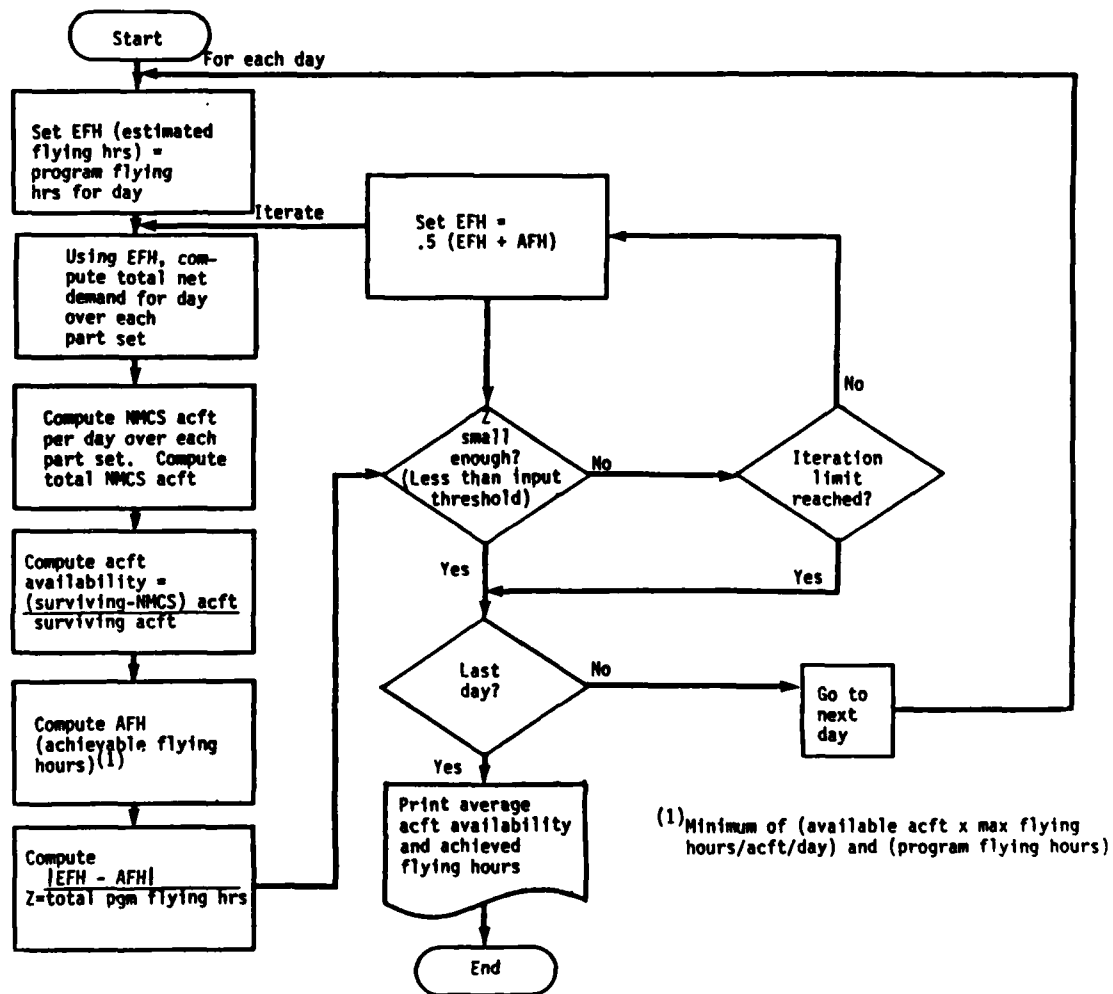 Start
For each day
Set EFH (estimated
flying hrs) =
program flying
hrs for day
Iterate
Set EFH =
.5 (EFH + AFH)
Using EFH, com-
pute total net
demand for day
over each
part set
Compute NMCS acft
per day over each
part set. Compute
total NMCS acft
Compute acft
availability =
(surviving-NMCS) acft
surviving acft
Compute AFH
(achievable flying
hours)(1)
Compute
|EFH - AFH|
Z=total pgm flying hrs
Z
small
enough?
(Less than input
threshold)
No
Yes
Iteration
limit
reached?
No
Yes
Last
day?
No
Yes
Go to
next
day
Print average
acft availability
and achieved
flying hours
End
(1)Minimum of (available acft x max flying
hours/acft/day) and (program flying hours)